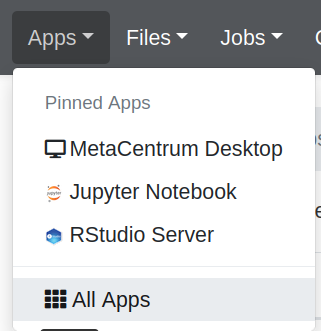 Apps Files Jobs
Pinned Apps
MetaCentrum Desktop
Jupyter Notebook
RStudio Server
All Apps